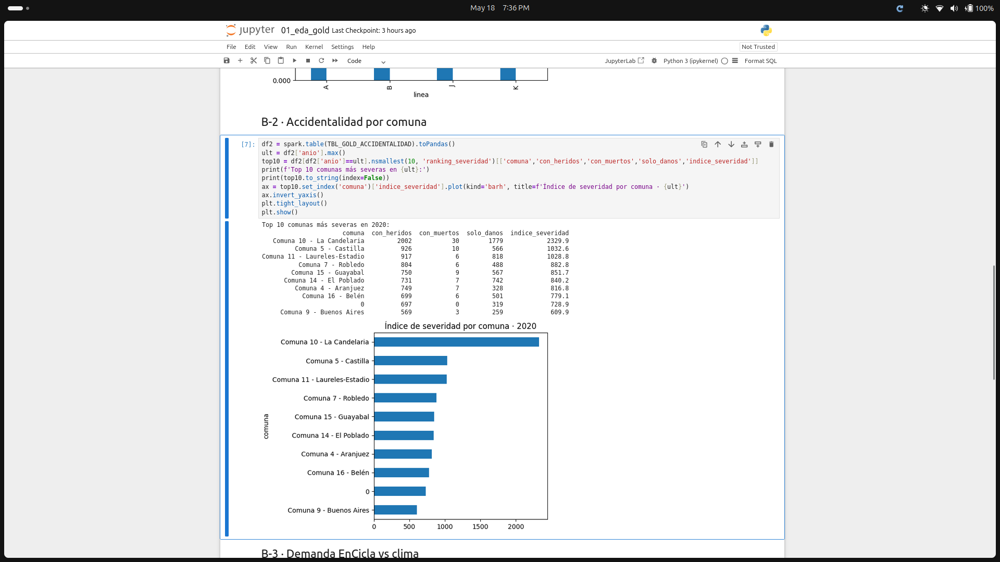 May 18 7:36 PM
100%
jupyter 01_eda_gold Last Checkpoint: 3 hours ago
File Edit View Run Kernel Settings Help
Not Trusted
Code
JupyterLab Python 3 (ipykernel) Format SQL
0.000
A B J K
linea
B-2 · Accidentalidad por comuna
[7]:
df2 = spark.table(TBL_GOLD_ACCIDENTALIDAD).toPandas()
ult = df2['anio'].max()
top10 = df2[df2['anio']==ult].nsmallest(10, 'ranking_severidad')[['comuna','con_heridos','con_muertos','solo_danos','indice_severidad']]
print(f'Top 10 comunas más severas en {ult}:')
print(top10.to_string(index=False))
ax = top10.set_index('comuna')['indice_severidad'].plot(kind='barh', title=f'Índice de severidad por comuna · {ult}')
ax.invert_yaxis()
plt.tight_layout()
plt.show()
Top 10 comunas más severas en 2020:
comuna con_heridos con_muertos solo_danos indice_severidad
Comuna 10 - La Candelaria 2002 30 1779 2329.9
Comuna 5 - Castilla 926 10 566 1032.6
Comuna 11 - Laureles-Estadio 917 6 818 1028.8
Comuna 7 - Robledo 804 6 488 882.8
Comuna 15 - Guayabal 750 9 567 851.7
Comuna 14 - El Poblado 731 7 742 840.2
Comuna 4 - Aranjuez 749 7 328 816.8
Comuna 16 - Belén 699 6 501 779.1
0 697 0 319 728.9
Comuna 9 - Buenos Aires 569 3 259 609.9
Índice de severidad por comuna · 2020
Comuna 10 - La Candelaria
Comuna 5 - Castilla
Comuna 11 - Laureles-Estadio
Comuna 7 - Robledo
Comuna 15 - Guayabal
Comuna 14 - El Poblado
Comuna 4 - Aranjuez
Comuna 16 - Belén
0
Comuna 9 - Buenos Aires
comuna
0 500 1000 1500 2000
B-3 · Demanda EnCicla vs clima